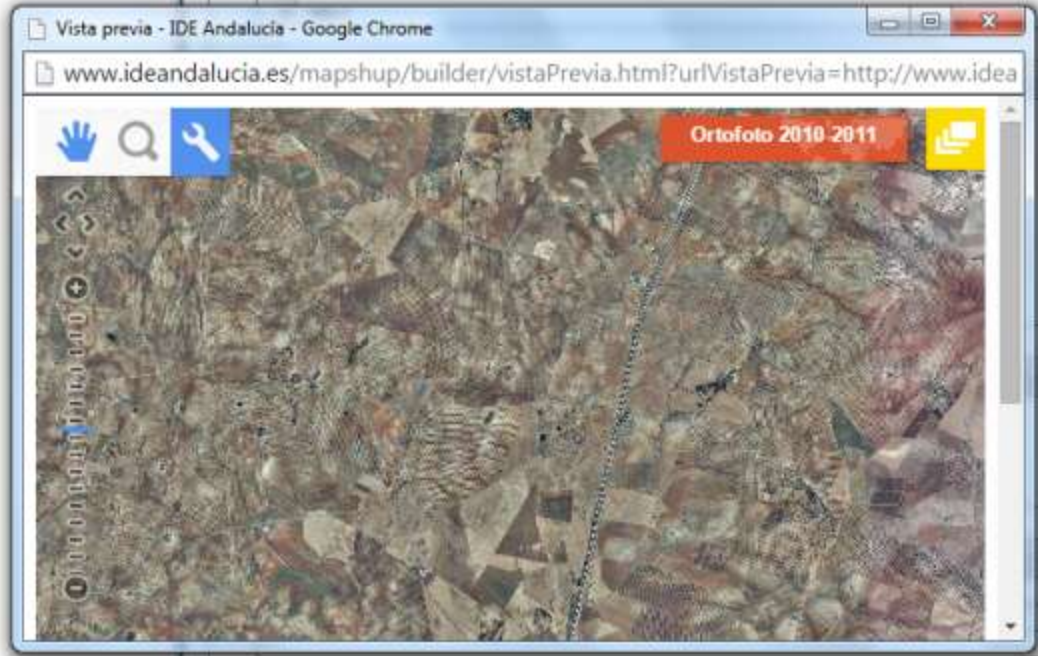 Vista previa - IDE Andalucía - Google Chrome
www.ideandalucia.es/mapshup/builder/vistaPrevia.html?urlVistaPrevia=http://www.idea
Ortofoto 2010-2011